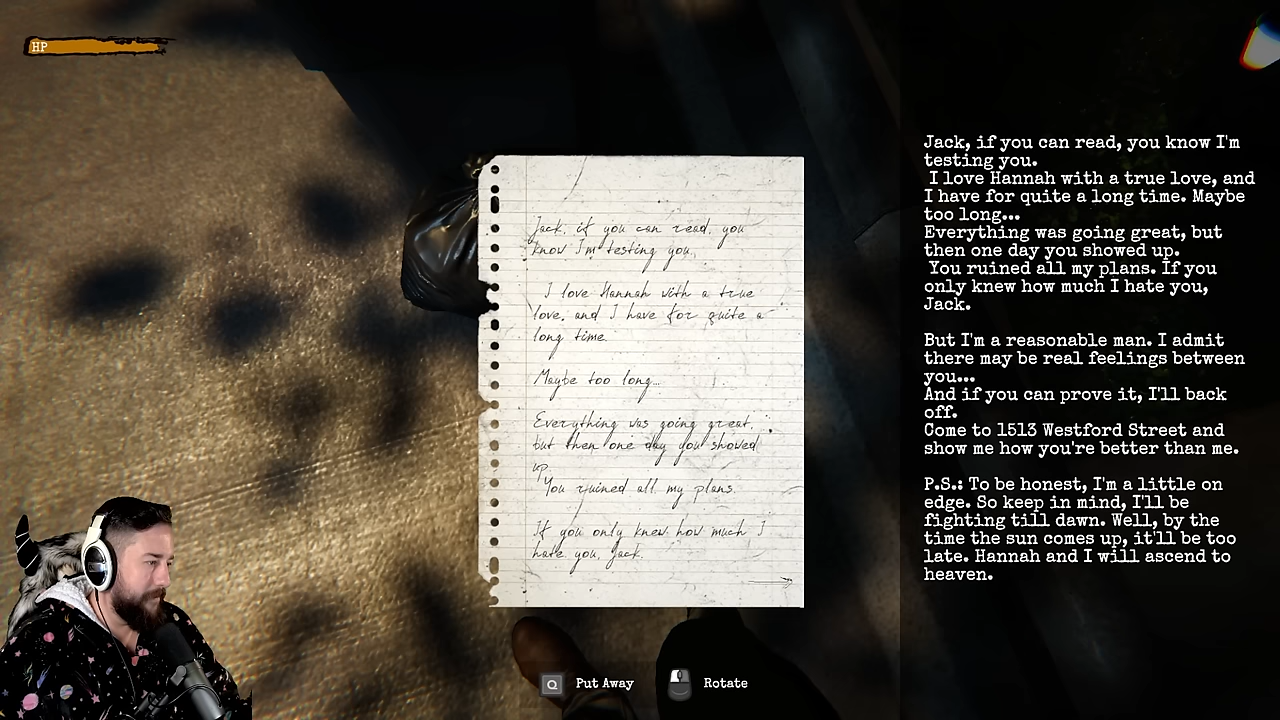 HP
Jack, if you can read, you
know I'm testing you.
I love Hannah with a true
love, and I have for quite a
long time.
Maybe too long...
Everything was going great,
but then one day you showed
up.
You ruined all my plans.
If you only knew how much I
hate you, Jack.
Jack, if you can read, you know I'm
testing you.
I love Hannah with a true love, and
I have for quite a long time. Maybe
too long...
Everything was going great, but
then one day you showed up.
You ruined all my plans. If you
only knew how much I hate you,
Jack.
But I'm a reasonable man. I admit
there may be real feelings between
you...
And if you can prove it, I'll back
off.
Come to 1513 Westford Street and
show me how you're better than me.
P.S.: To be honest, I'm a little on
edge. So keep in mind, I'll be
fighting till dawn. Well, by the
time the sun comes up, it'll be too
late. Hannah and I will ascend to
heaven.
Q Put Away
Rotate